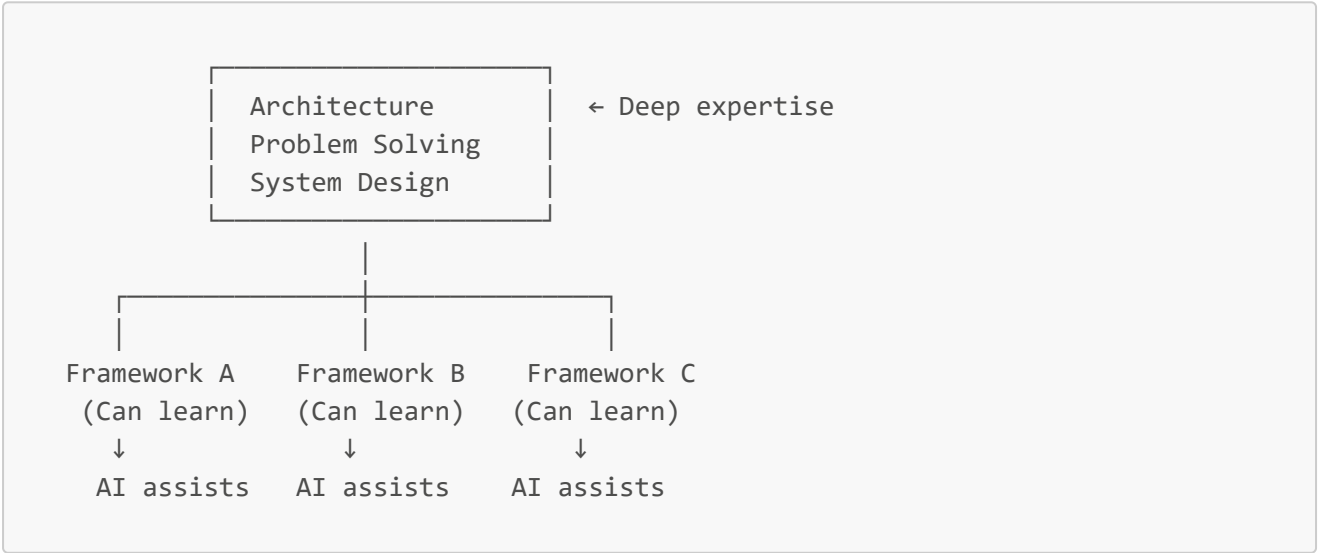 Architecture ← Deep expertise
Problem Solving
System Design
Framework A Framework B Framework C
(Can learn) (Can learn) (Can learn)
↓ ↓ ↓
AI assists AI assists AI assists